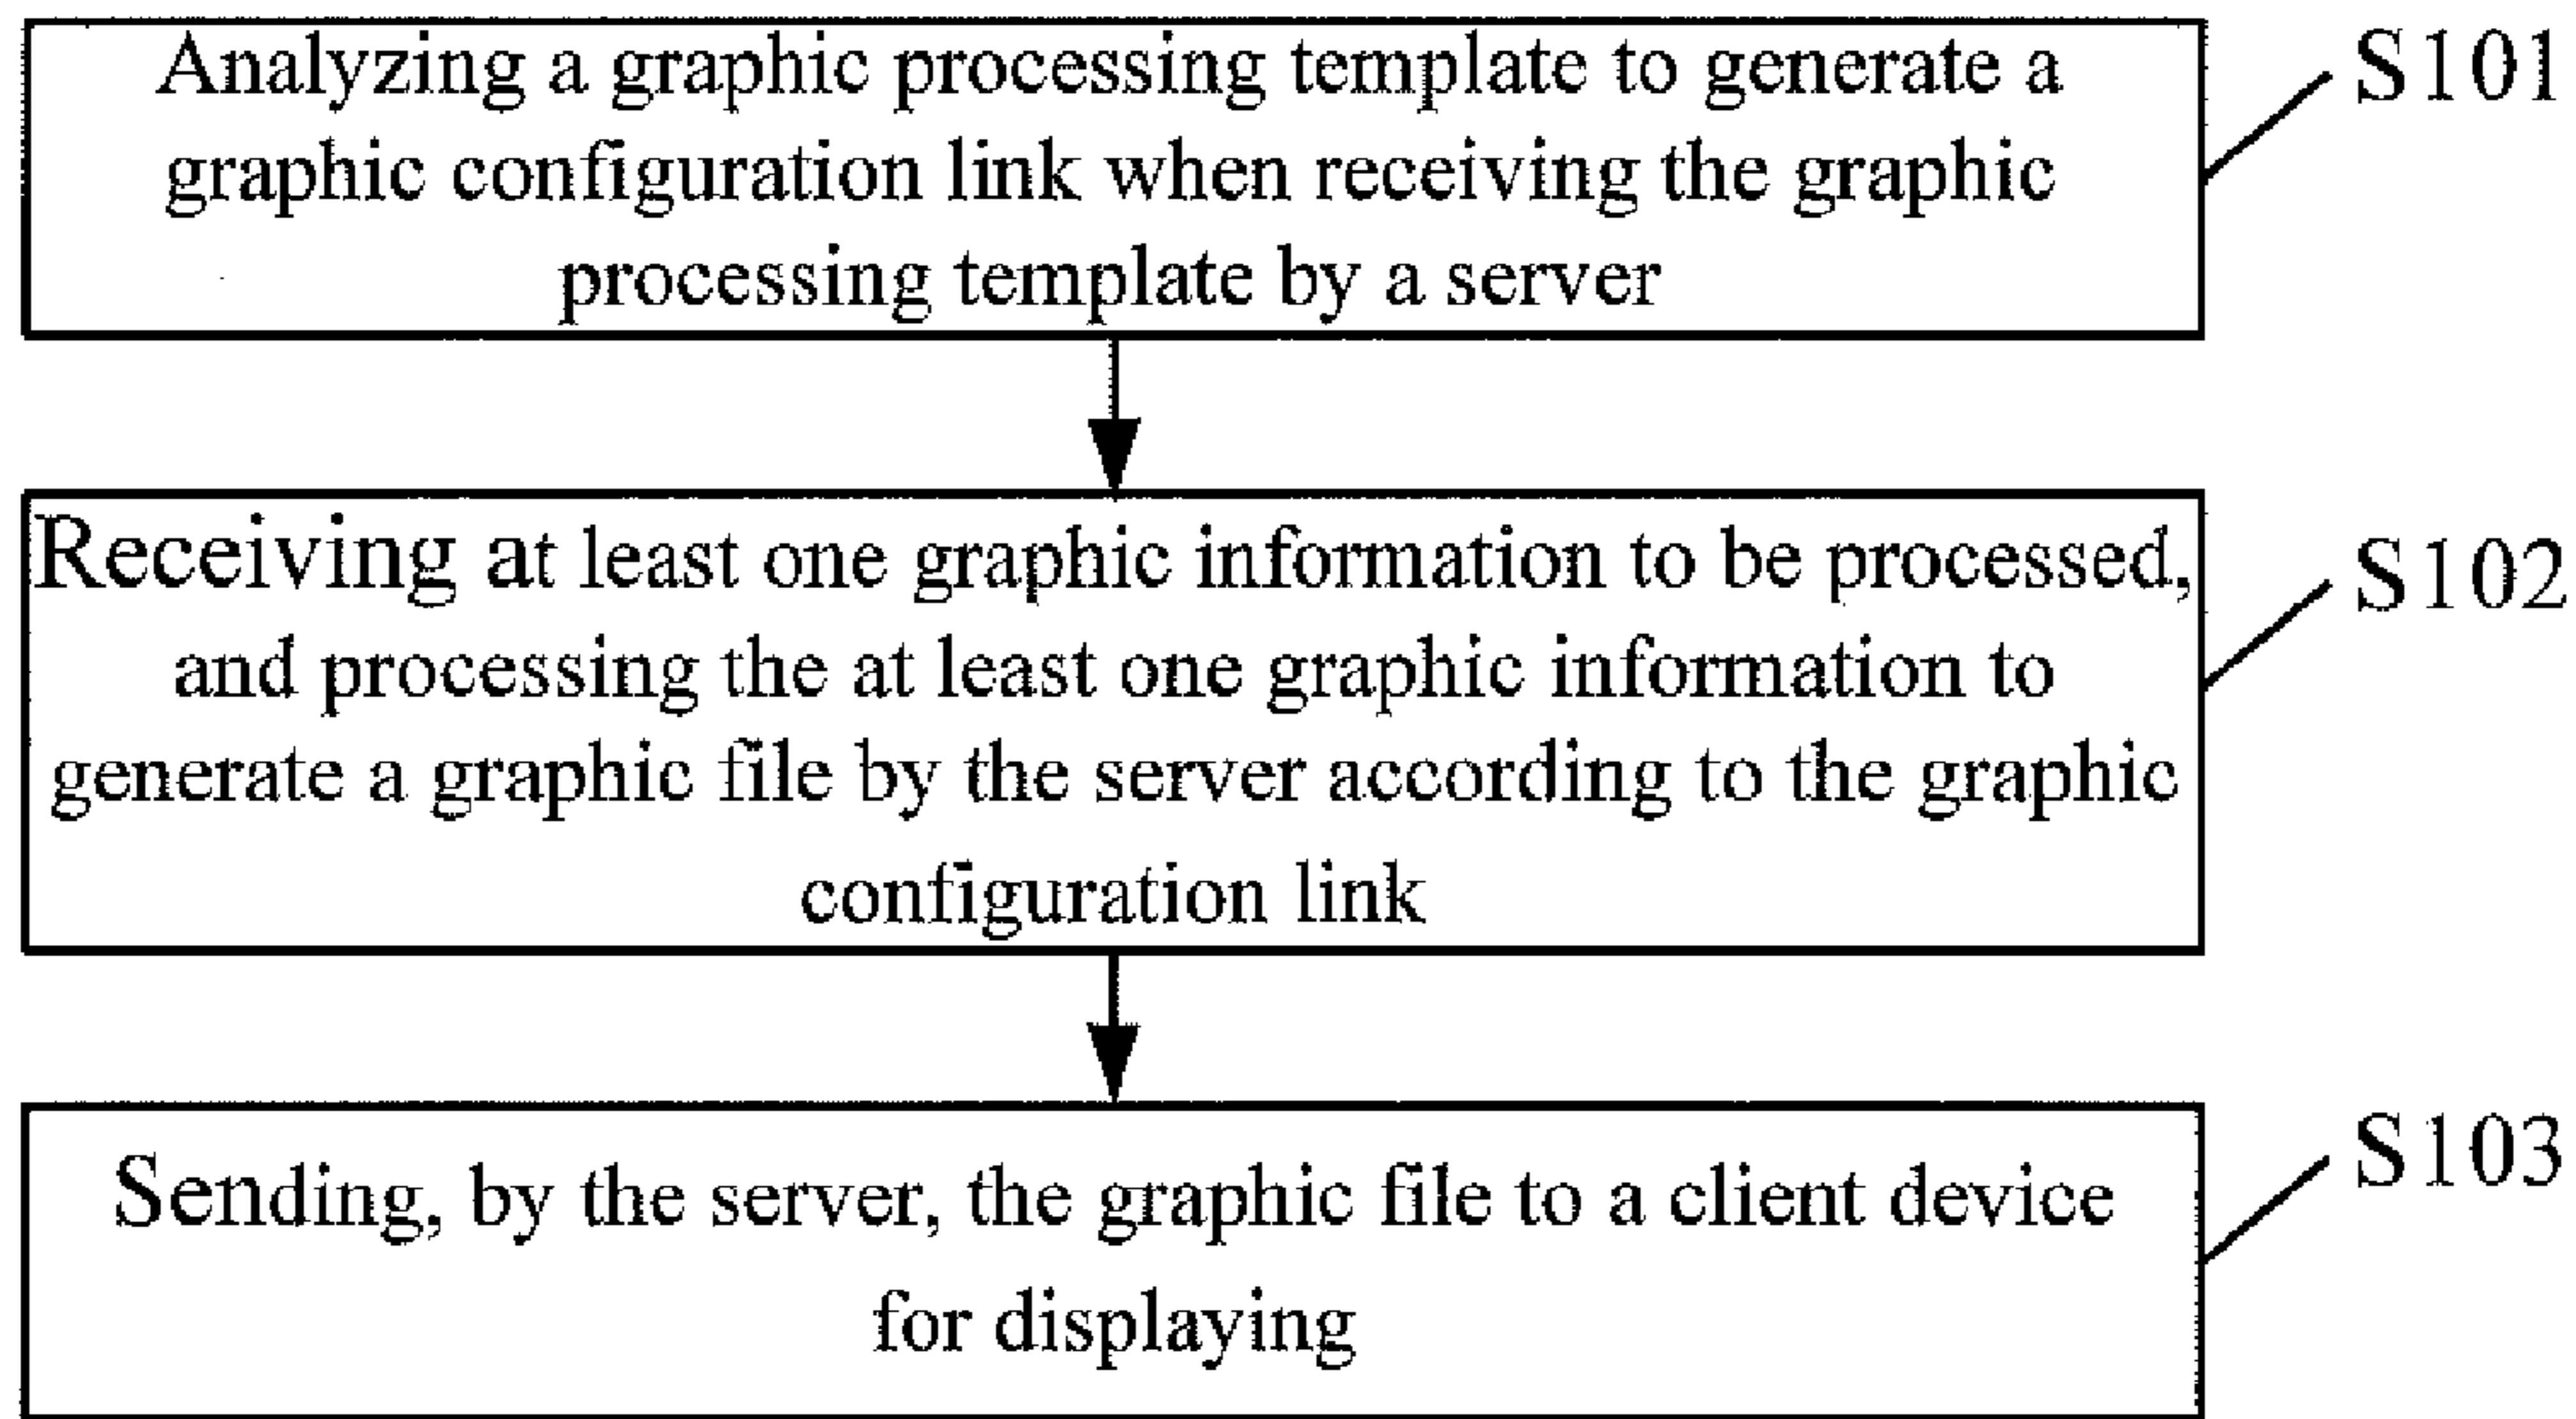 Analyzing a graphic processing template to generate a
graphic configuration link when receiving the graphic
processing template by a server
S101
Receiving at least one graphic information to be processed,
and processing the at least one graphic information to
generate a graphic file by the server according to the graphic
configuration link
S102
Sending, by the server, the graphic file to a client device
for displaying
S103